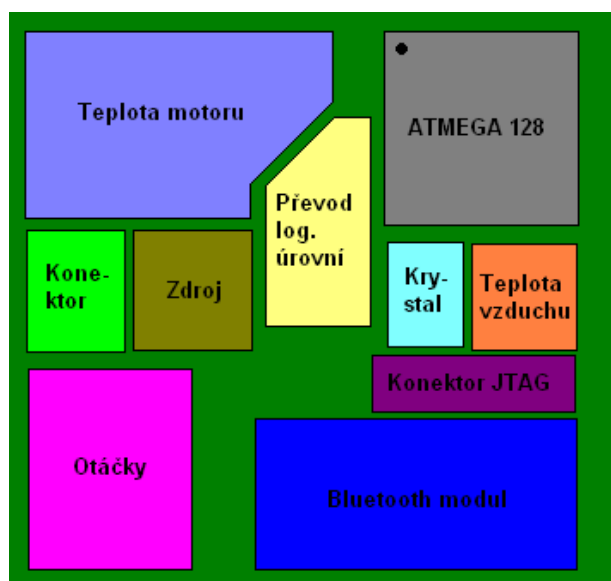 Teplota motoru
ATMEGA 128
Převod
log.
úrovní
Kone-
ktor
Zdroj
Kry-
stal
Teplota
vzduchu
Konektor JTAG
Otáčky
Bluetooth modul